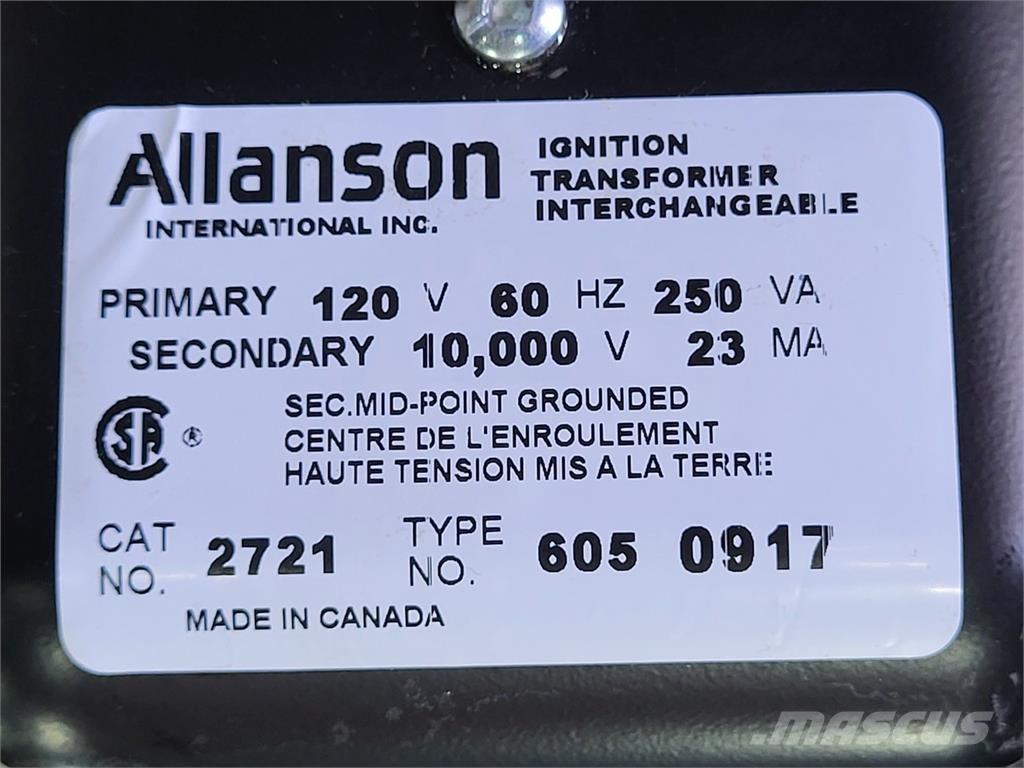 Allanson
INTERNATIONAL INC.
IGNITION
TRANSFORMER
INTERCHANGEABLE
PRIMARY 120 V 60 HZ 250 VA
SECONDARY 10,000 V 23 MA
SEC.MID-POINT GROUNDED
CENTRE DE L'ENROULEMENT
HAUTE TENSION MIS A LA TERRE
CSA ®
CAT NO. 2721 TYPE NO. 605 0917
MADE IN CANADA
MASCUS